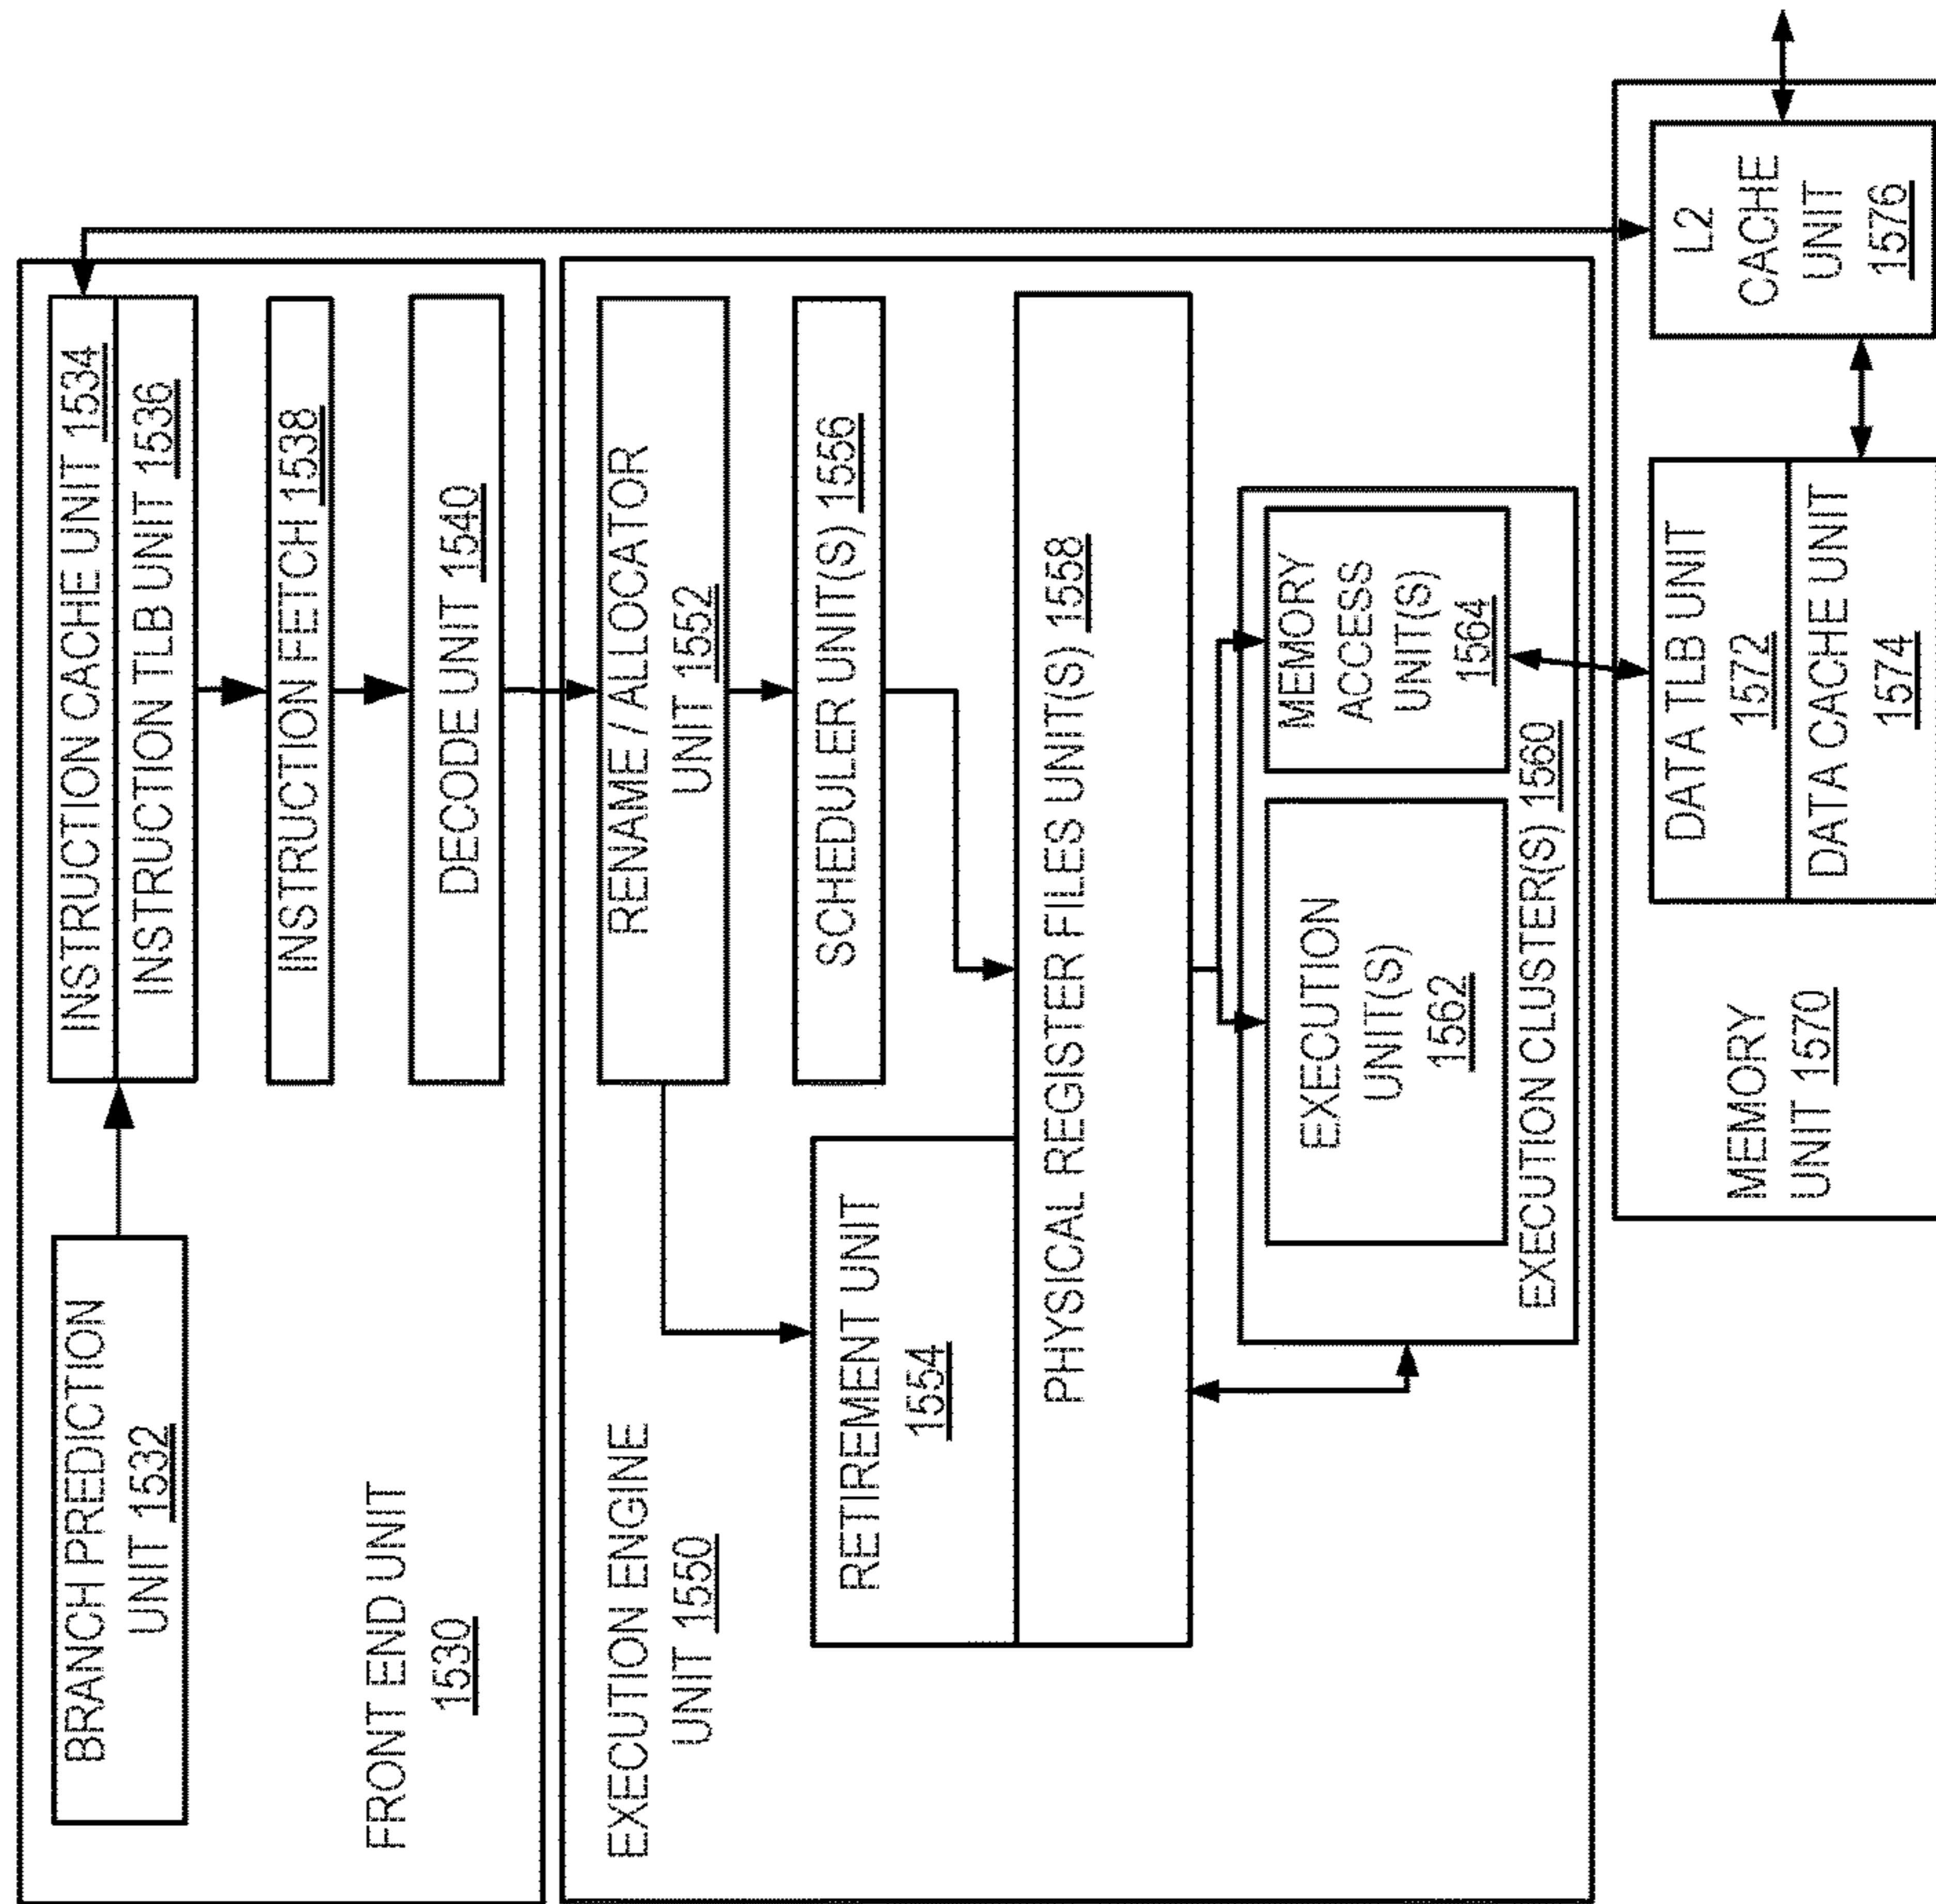 BRANCH PREDICTION
UNIT 1532
INSTRUCTION CACHE UNIT 1534
INSTRUCTION TLB UNIT 1536
INSTRUCTION FETCH 1538
FRONT END UNIT
1530
DECODE UNIT 1540
EXECUTION ENGINE
UNIT 1550
RENAME / ALLOCATOR
UNIT 1552
SCHEDULER UNIT(S) 1556
RETIREMENT UNIT
1554
PHYSICAL REGISTER FILES UNIT(S) 1558
EXECUTION
UNIT(S)
1562
MEMORY
ACCESS
UNIT(S)
1564
EXECUTION CLUSTER(S) 1560
MEMORY
UNIT 1570
DATA TLB UNIT
1572
DATA CACHE UNIT
1574
L2
CACHE
UNIT
1576